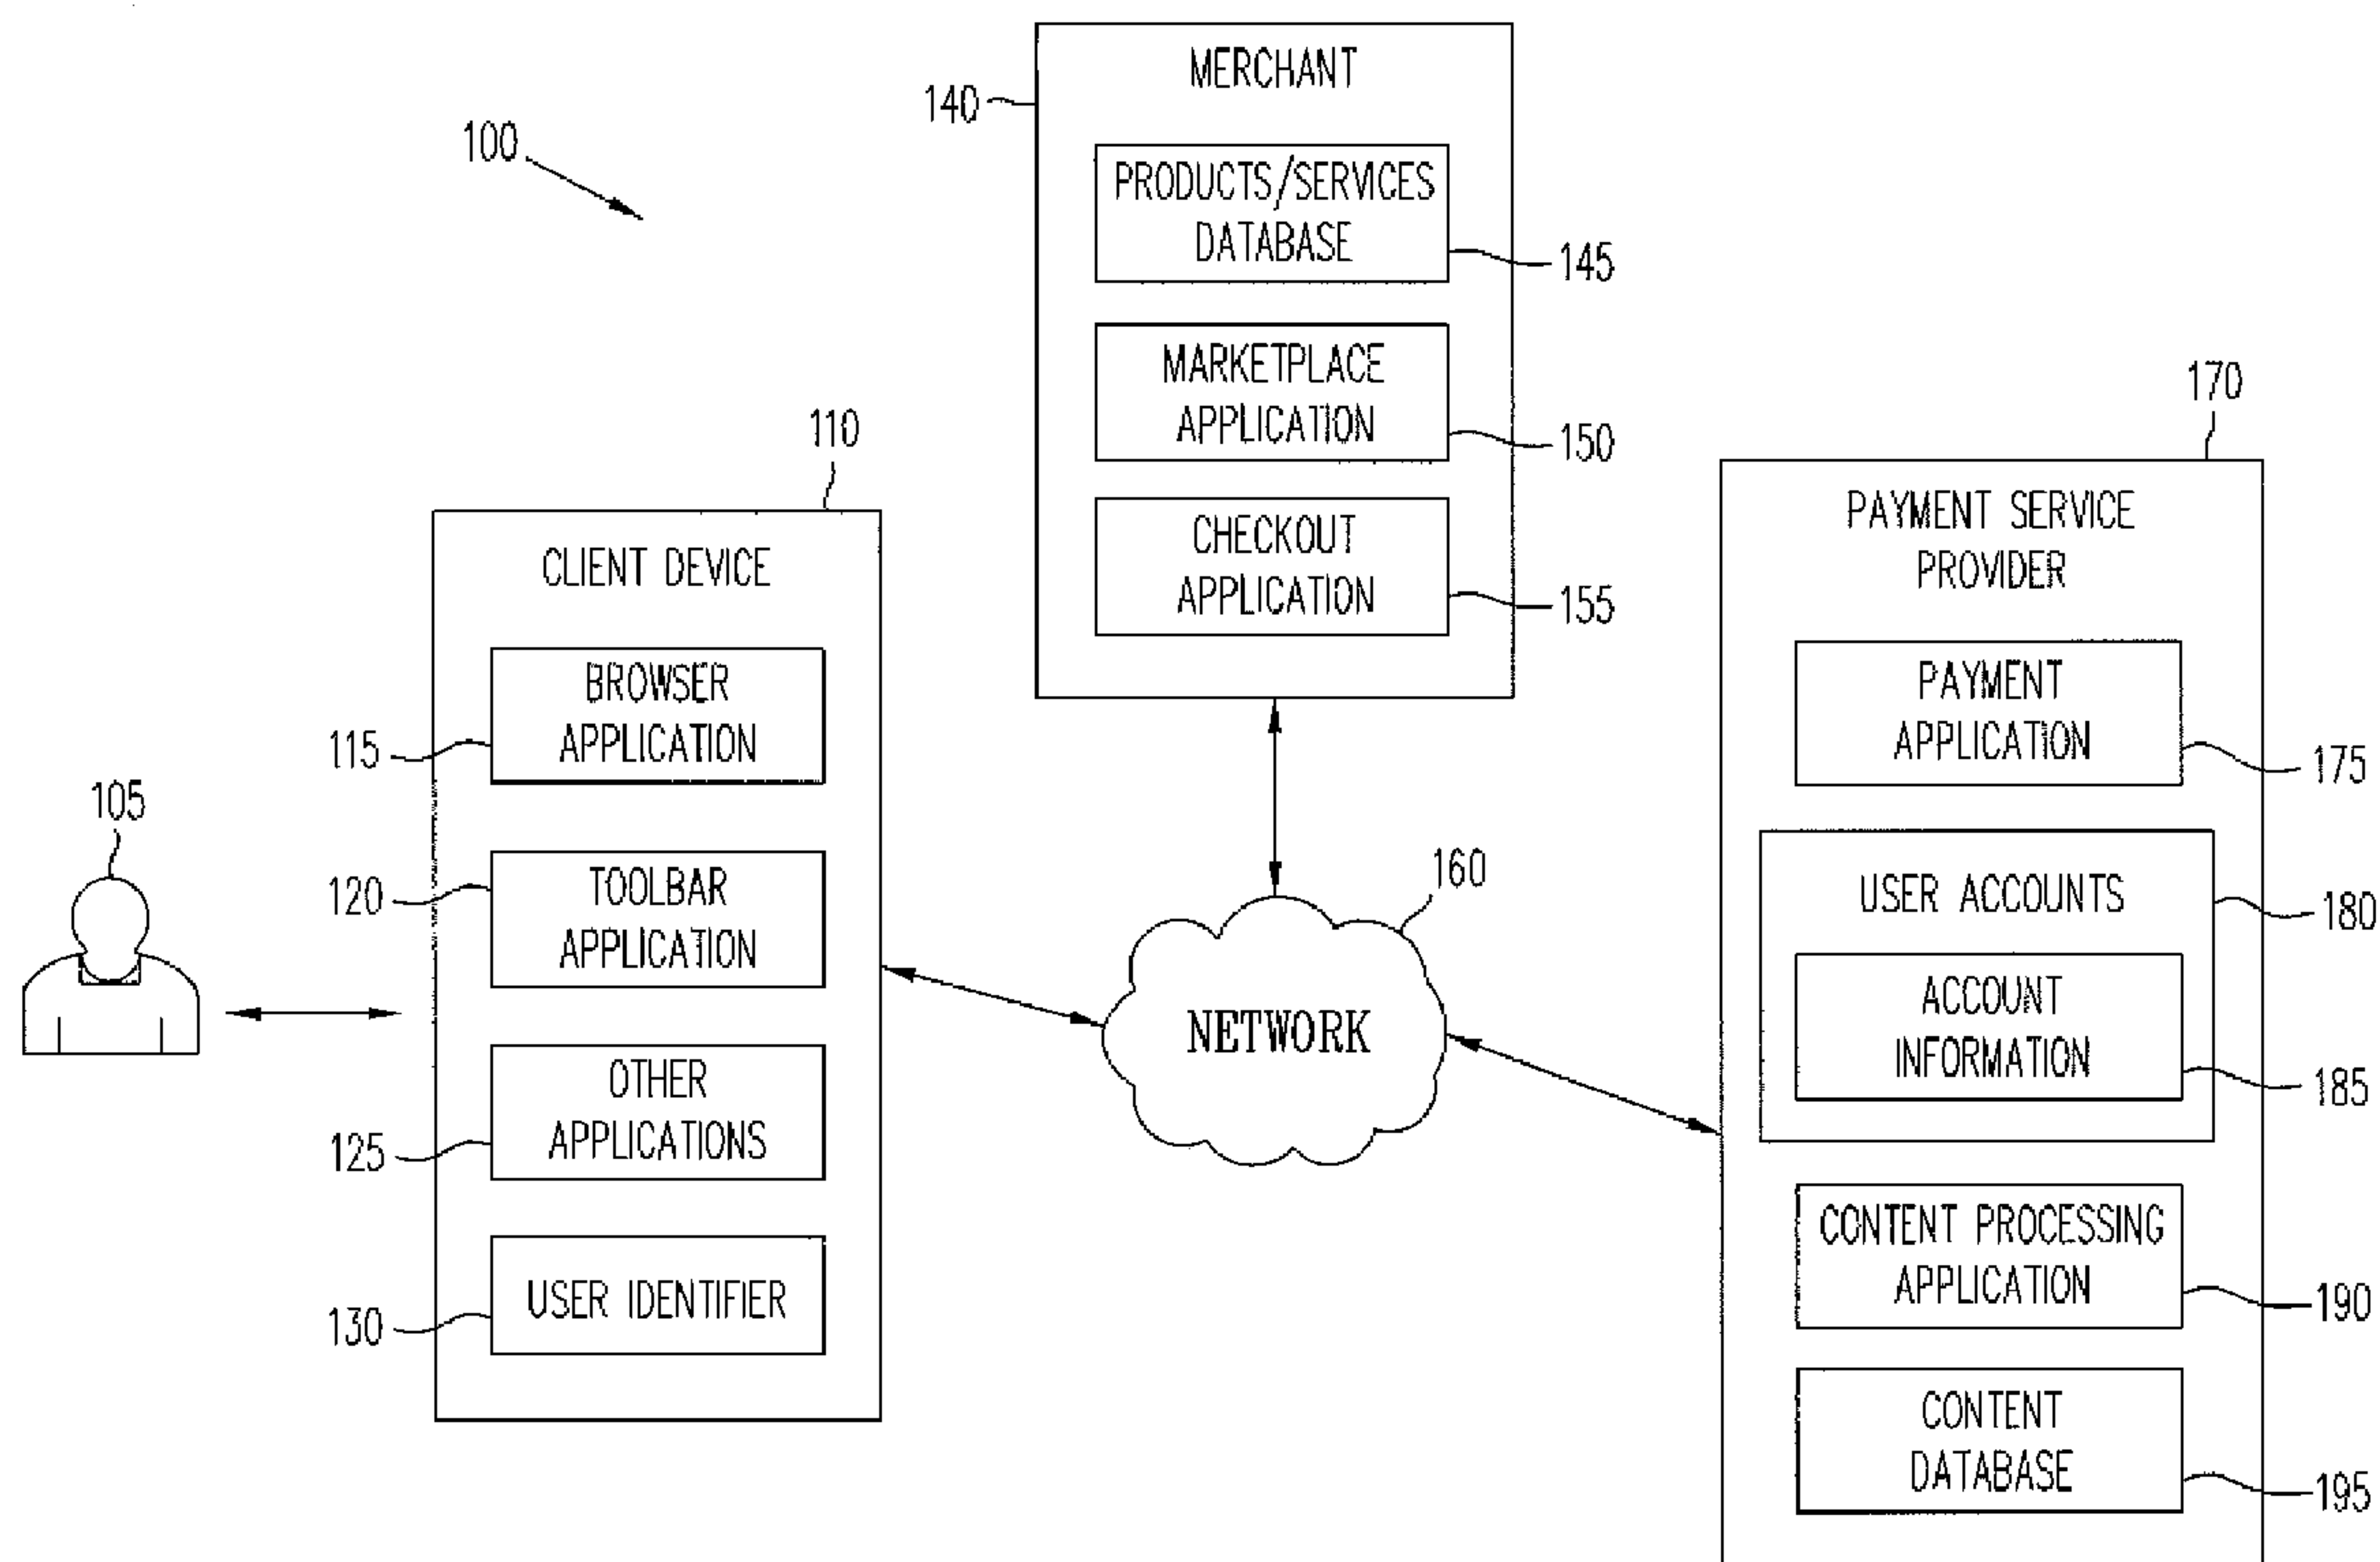 100
140
MERCHANT
PRODUCTS/SERVICES
DATABASE
145
MARKETPLACE
APPLICATION
150
CHECKOUT
APPLICATION
155
105
110
CLIENT DEVICE
BROWSER
APPLICATION
115
TOOLBAR
APPLICATION
120
OTHER
APPLICATIONS
125
USER IDENTIFIER
130
160
NETWORK
170
PAYMENT SERVICE
PROVIDER
PAYMENT
APPLICATION
175
USER ACCOUNTS
180
ACCOUNT
INFORMATION
185
CONTENT PROCESSING
APPLICATION
190
CONTENT
DATABASE
195